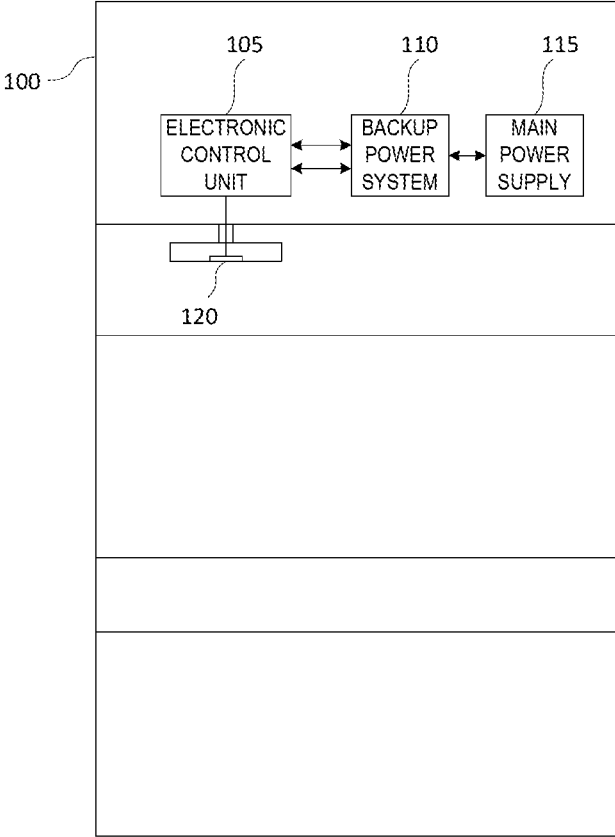 105
110
115
100
ELECTRONIC
CONTROL
UNIT
BACKUP
POWER
SYSTEM
MAIN
POWER
SUPPLY
120